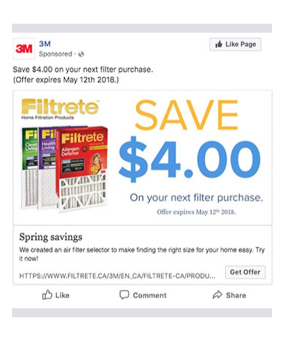 3M
3M
Sponsored ·
Like Page
Save $4.00 on your next filter purchase.
(Offer expires May 12th 2018.)
Filtrete
Home Filtration Products
Filtrete
Allergen
Defense
SAVE
$4.00
On your next filter purchase.
Offer expires May 12th 2018.
Spring savings
We created an air filter selector to make finding the right size for your home easy. Try
it now!
HTTPS://WWW.FILTRETE.CA/3M/EN_CA/FILTRETE-CA/PRODU...
Get Offer
Like
Comment
Share